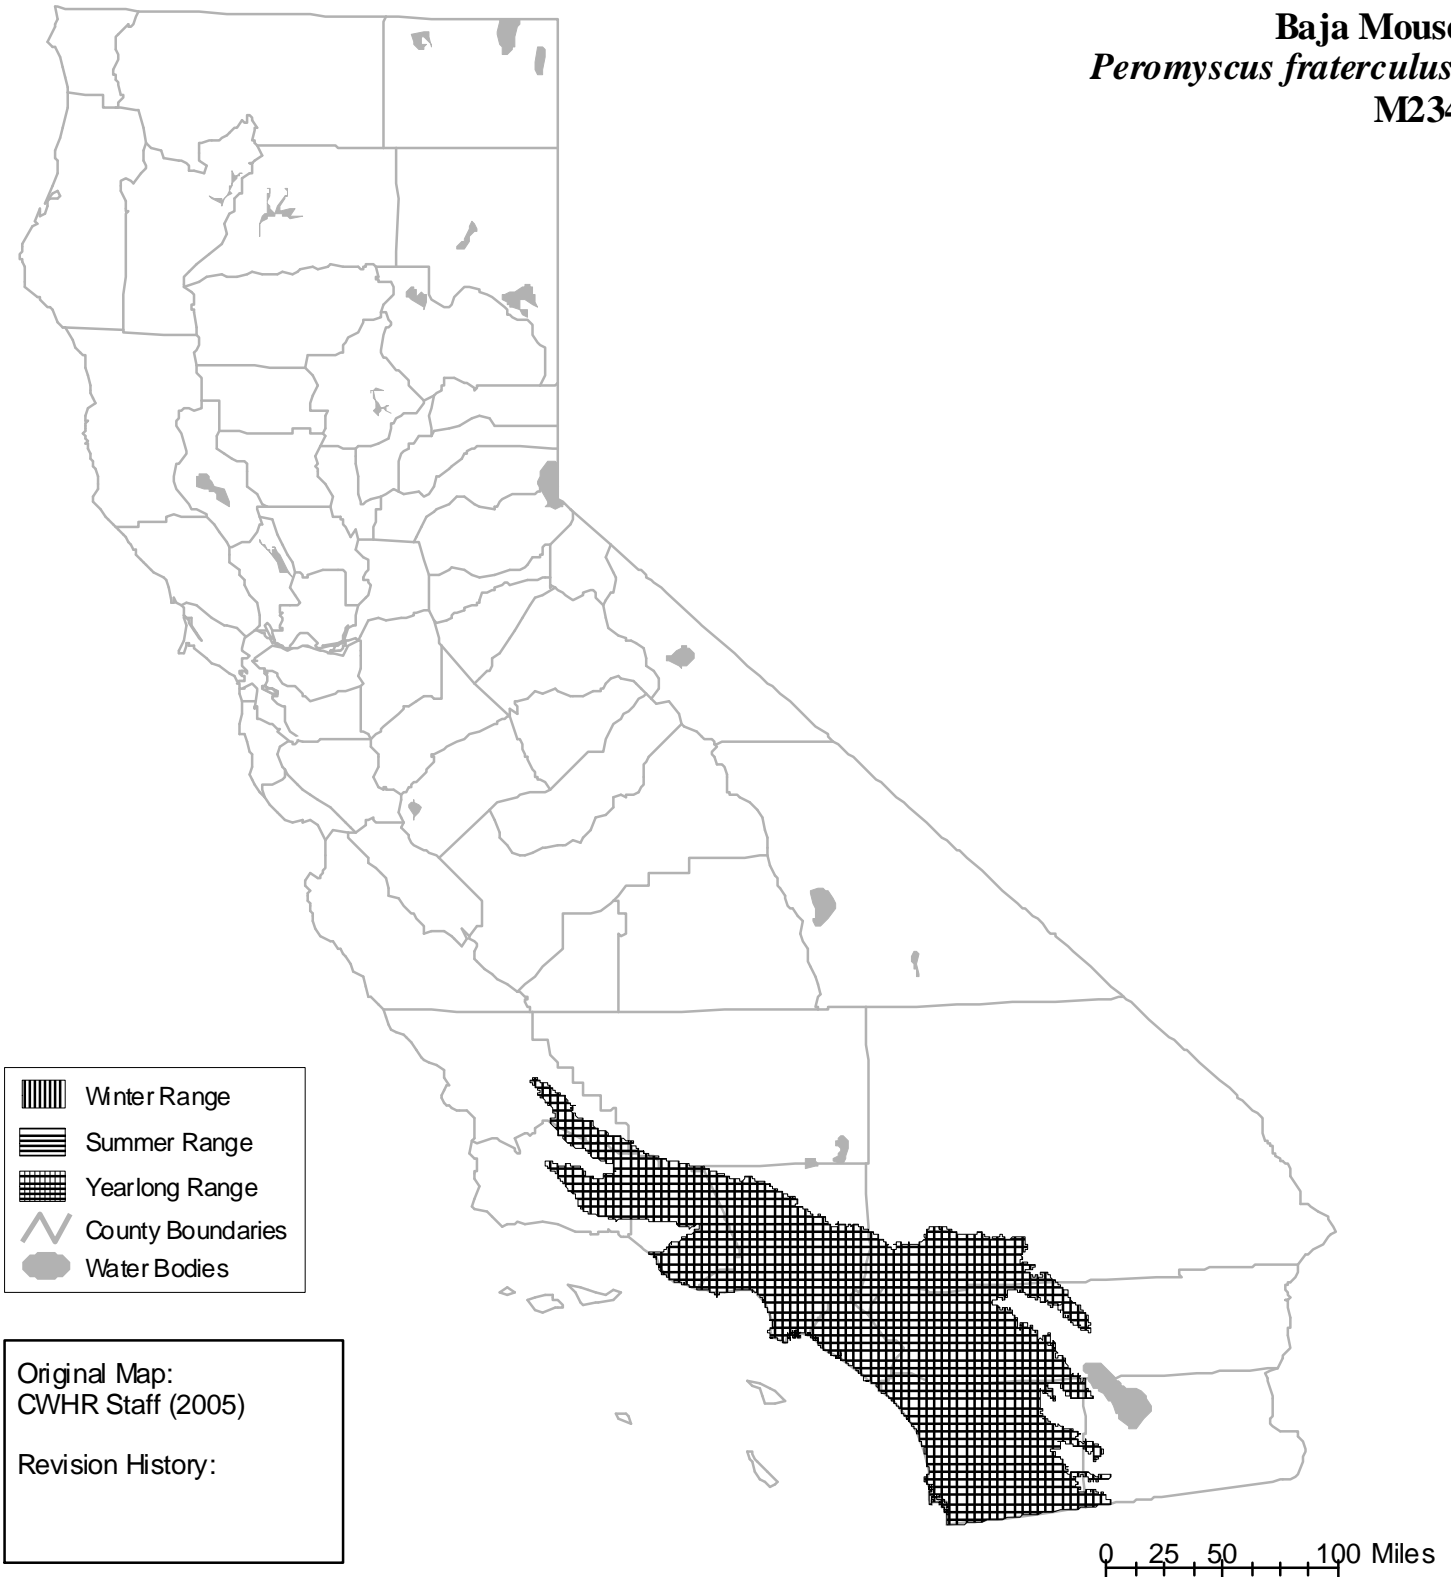 Baja Mouse
Peromyscus fraterculus
M234
Winter Range
Summer Range
Yearlong Range
County Boundaries
Water Bodies
Original Map:
CWHR Staff (2005)
Revision History:
0 25 50 100 Miles